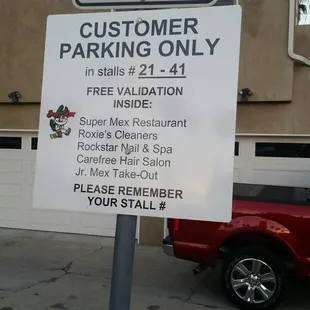 CUSTOMER
PARKING ONLY
in stalls # 21 - 41
FREE VALIDATION
INSIDE:
Super Mex Restaurant
Roxie's Cleaners
Rockstar Nail & Spa
Carefree Hair Salon
Jr. Mex Take-Out
PLEASE REMEMBER
YOUR STALL #